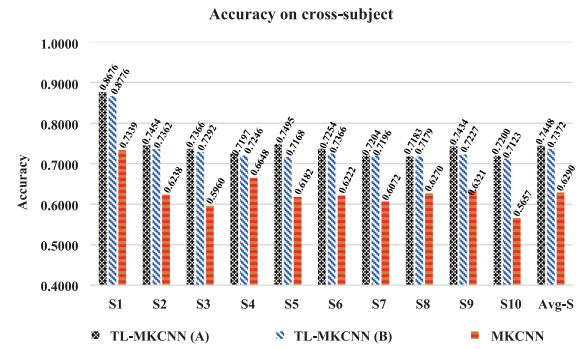 Accuracy on cross-subject
Accuracy
1.0000
0.9000
0.8000
0.7000
0.6000
0.5000
0.4000
0.8676 0.8776 0.7339
0.7454 0.7362 0.6238
0.7366 0.7292 0.5960
0.7197 0.7246 0.6648
0.7495 0.7168 0.6182
0.7254 0.7366 0.6222
0.7204 0.7196 0.6072
0.7183 0.7179 0.6270
0.7434 0.7227 0.6321
0.7200 0.7123 0.5657
0.7448 0.7372 0.6290
S1 S2 S3 S4 S5 S6 S7 S8 S9 S10 Avg-S
TL-MKCNN (A) TL-MKCNN (B) MKCNN